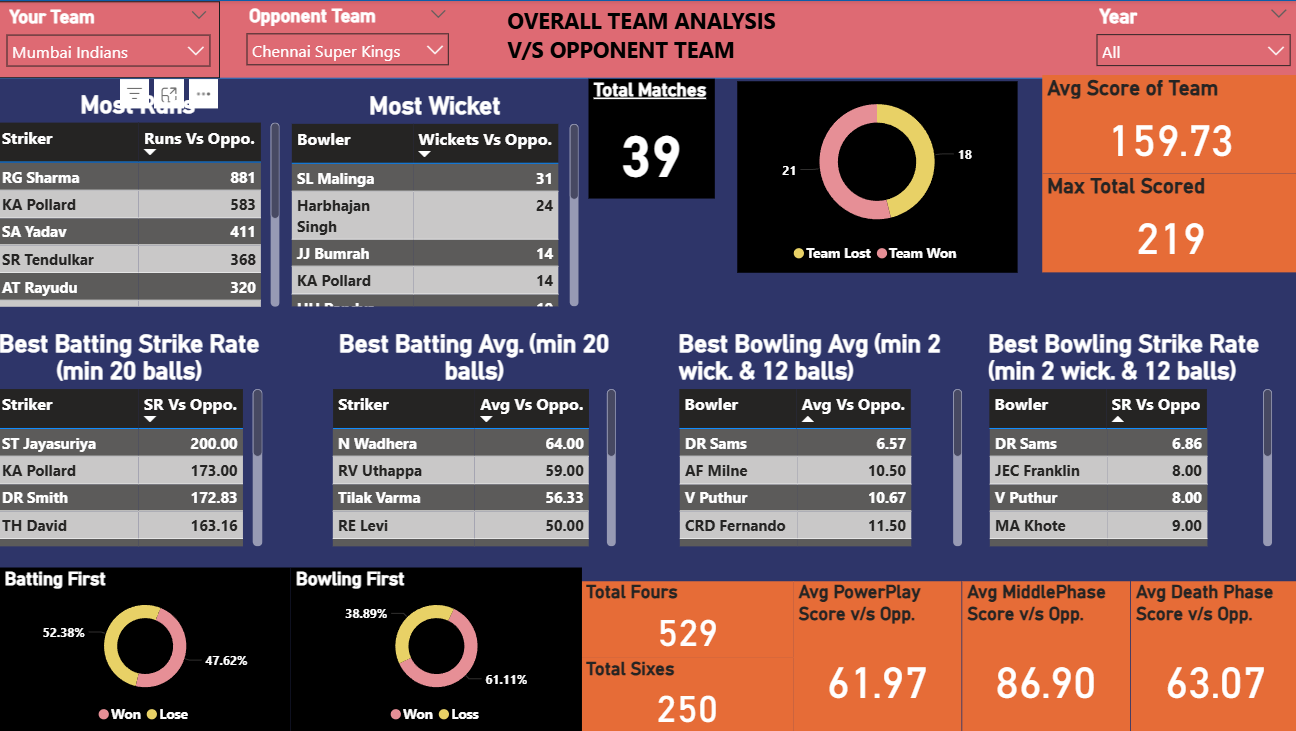 Your Team
Opponent Team
OVERALL TEAM ANALYSIS
V/S OPPONENT TEAM
Year
Mumbai Indians
Chennai Super Kings
All
Most Runs
Striker Runs Vs Oppo.
RG Sharma 881
KA Pollard 583
SA Yadav 411
SR Tendulkar 368
AT Rayudu 320
Most Wicket
Bowler Wickets Vs Oppo.
SL Malinga 31
Harbhajan 24
Singh
JJ Bumrah 14
KA Pollard 14
Total Matches
39
21
18
Team Lost Team Won
Avg Score of Team
159.73
Max Total Scored
219
Best Batting Strike Rate
(min 20 balls)
Striker SR Vs Oppo.
ST Jayasuriya 200.00
KA Pollard 173.00
DR Smith 172.83
TH David 163.16
Best Batting Avg. (min 20
balls)
Striker Avg Vs Oppo.
N Wadhera 64.00
RV Uthappa 59.00
Tilak Varma 56.33
RE Levi 50.00
Best Bowling Avg (min 2
wick. & 12 balls)
Bowler Avg Vs Oppo.
DR Sams 6.57
AF Milne 10.50
V Puthur 10.67
CRD Fernando 11.50
Best Bowling Strike Rate
(min 2 wick. & 12 balls)
Bowler SR Vs Oppo
DR Sams 6.86
JEC Franklin 8.00
V Puthur 8.00
MA Khote 9.00
Batting First
52.38%
47.62%
Won Lose
Bowling First
38.89%
61.11%
Won Loss
Total Fours
529
Total Sixes
250
Avg PowerPlay
Score v/s Opp.
61.97
Avg MiddlePhase
Score v/s Opp.
86.90
Avg Death Phase
Score v/s Opp.
63.07